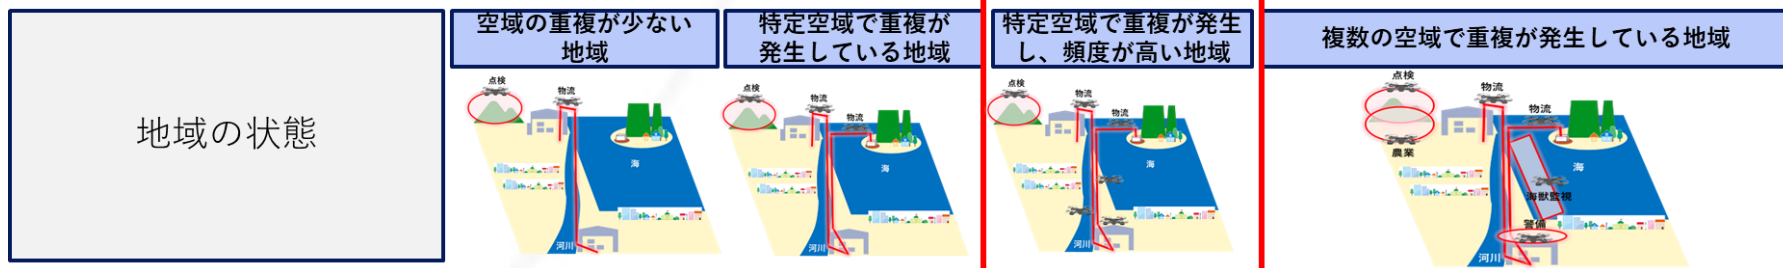 地域の状態
空域の重複が少ない
地域
点検
物流
海
河川
特定空域で重複が
発生している地域
点検
物流
物流
海
河川
特定空域で重複が発生
し、頻度が高い地域
点検
物流
物流
海
河川
複数の空域で重複が発生している地域
点検
農業
物流
物流
海
海獣監視
警備
河川